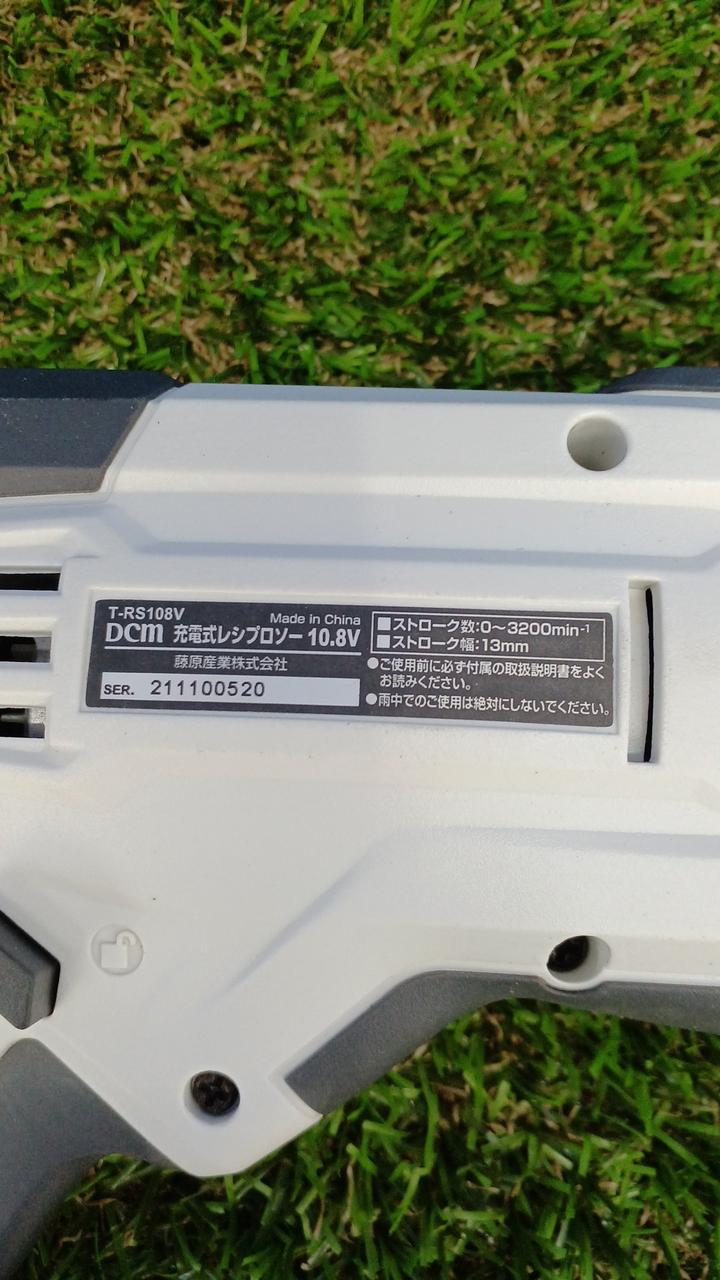 T-RS108V
Made in China
DCM 充電式レシプロソー 10.8V
藤原産業株式会社
SER. 211100520
■ストローク数:0～3200min⁻¹
■ストローク幅:13mm
●ご使用前に必ず付属の取扱説明書をよく
お読みください。
●雨中でのご使用は絶対にしないでください。